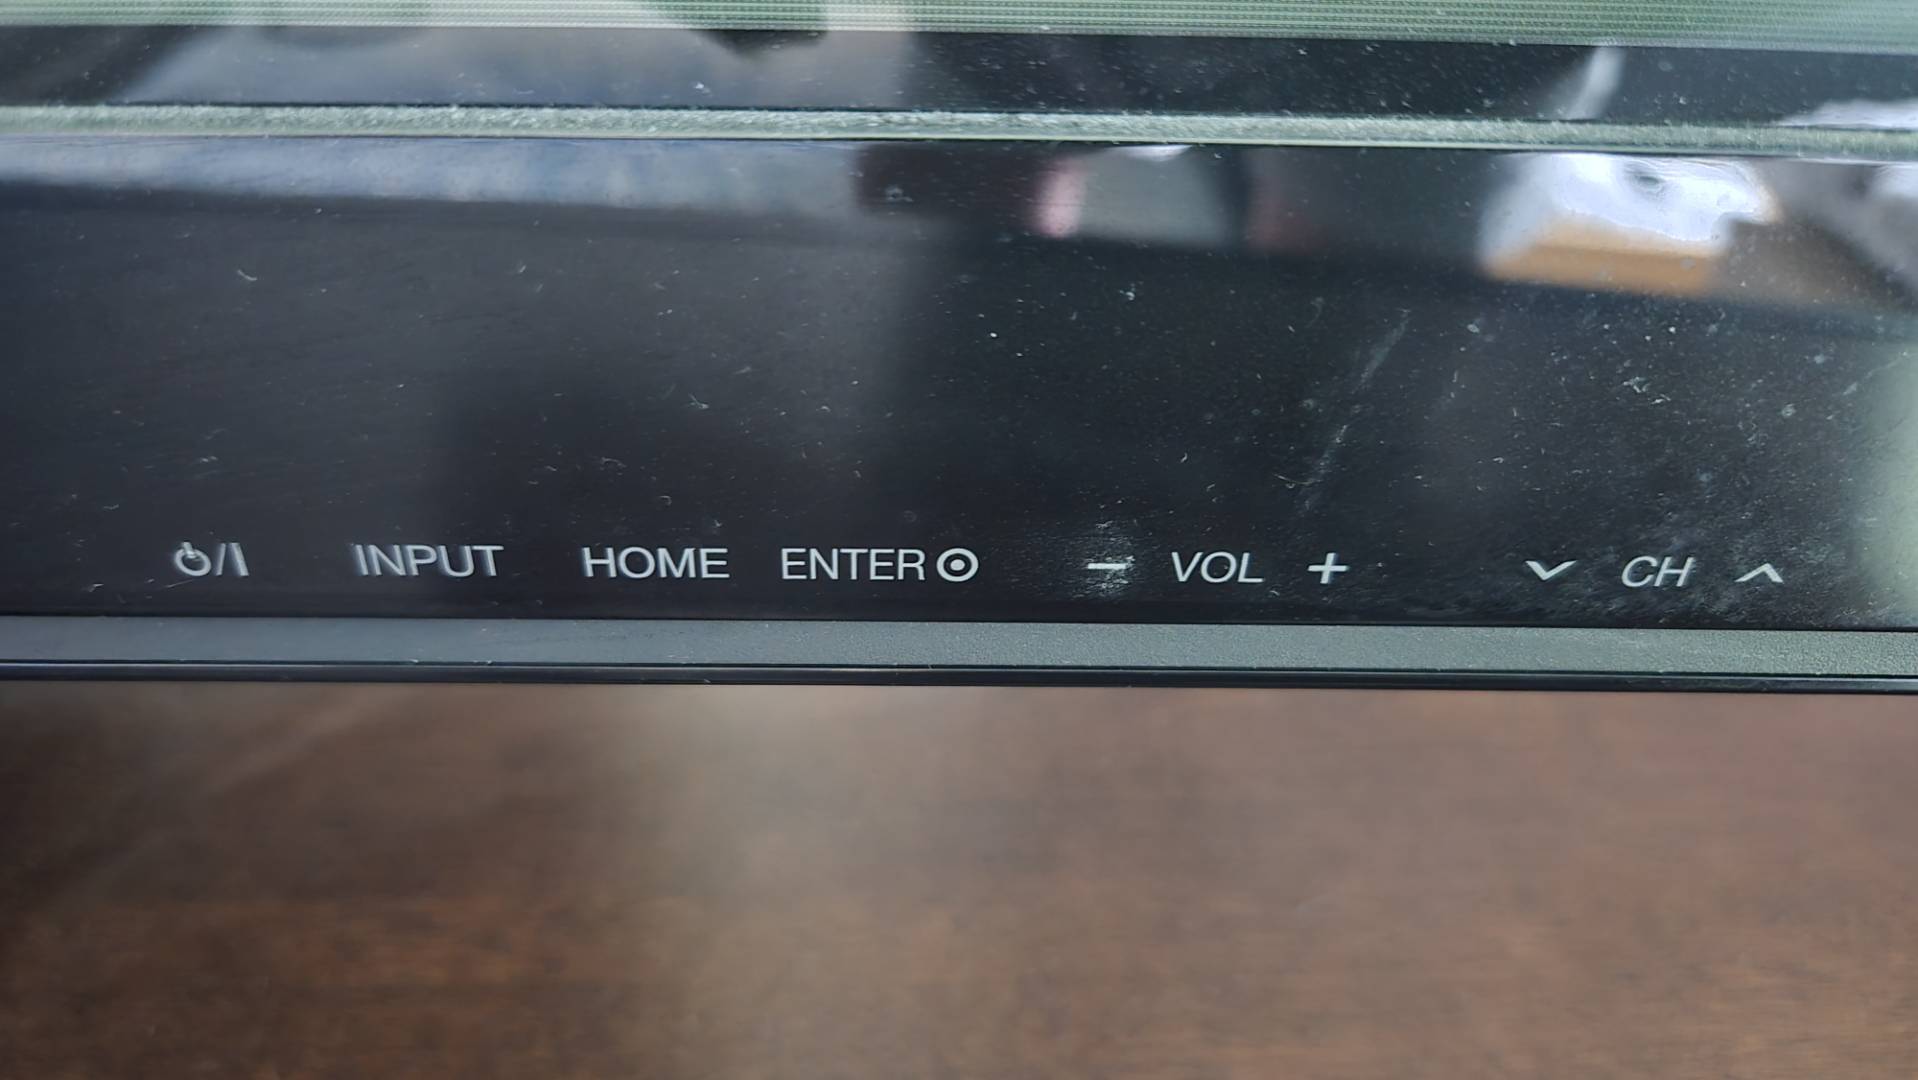 ⏻/I INPUT HOME ENTER⊙ − VOL + ∨ CH ∧